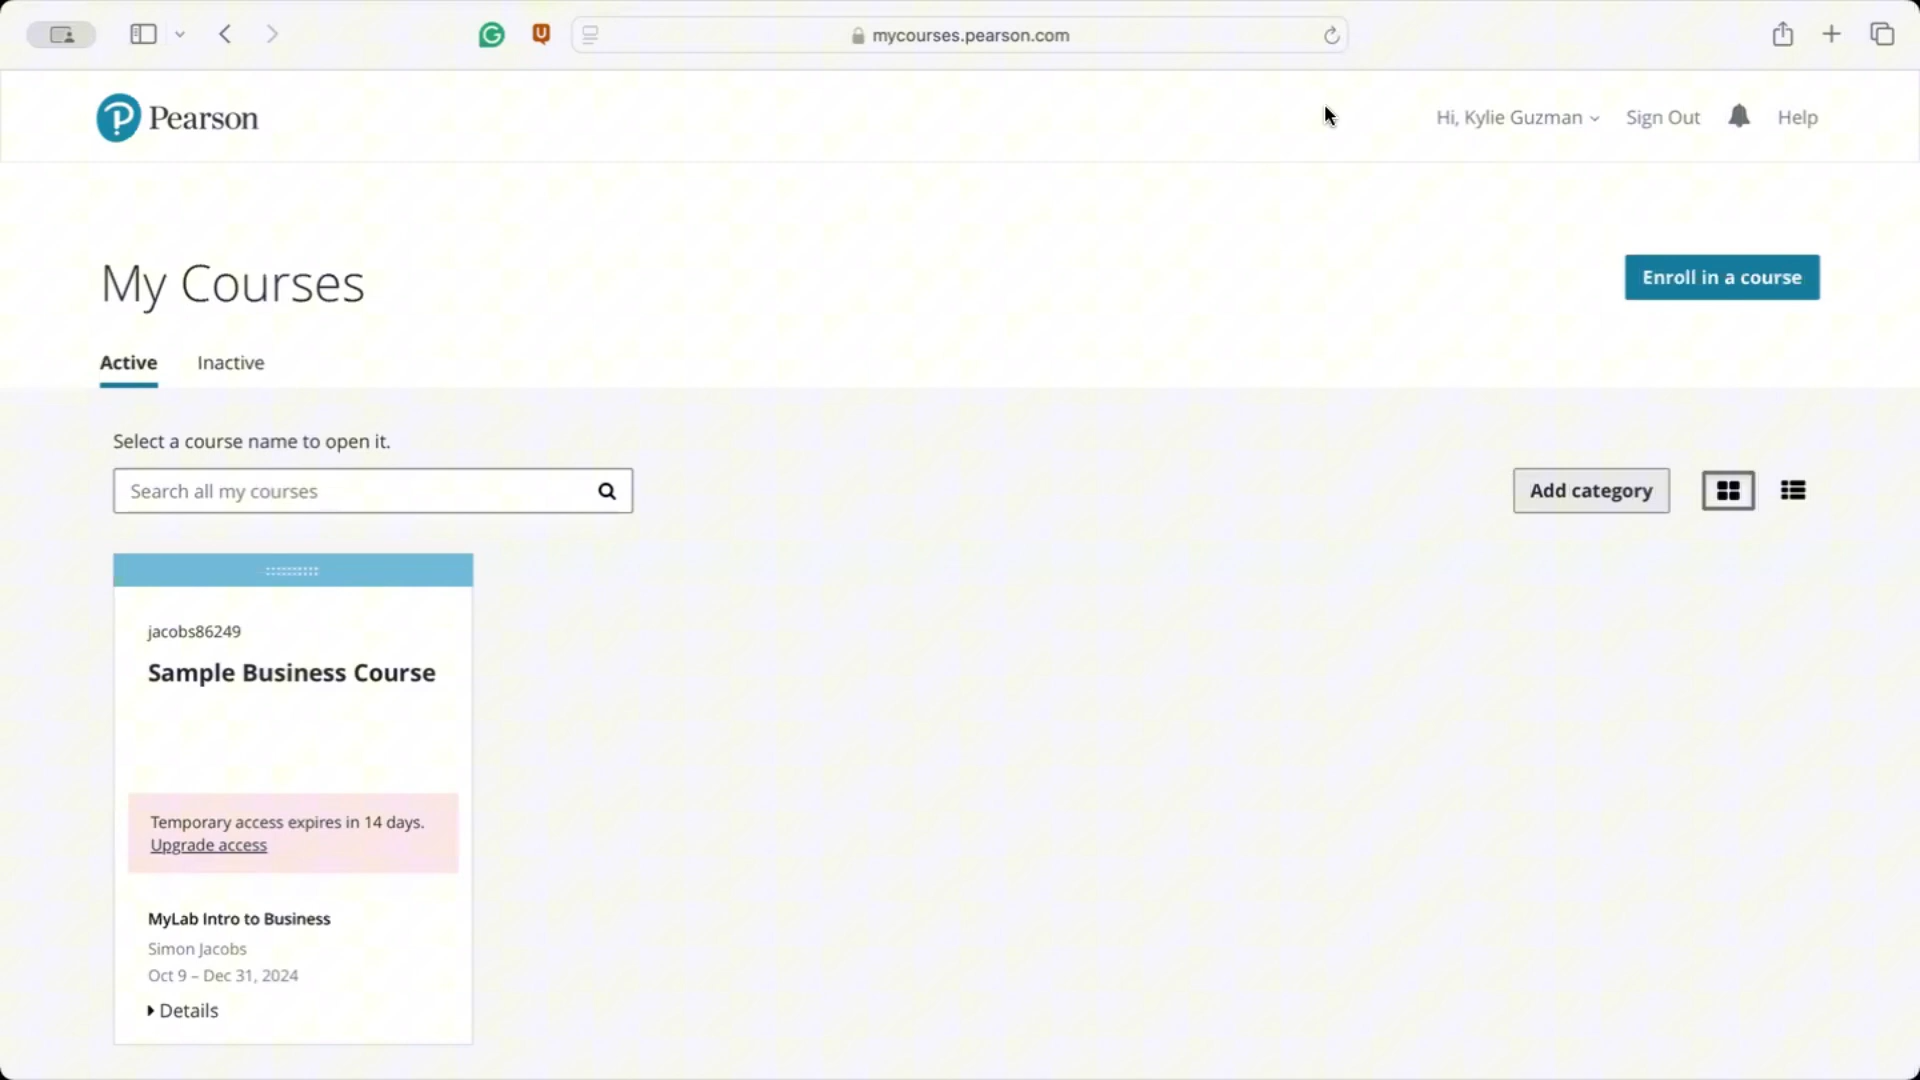 mycourses.pearson.com
Pearson
Hi, Kylie Guzman
Sign Out
Help
My Courses
Enroll in a course
Active
Inactive
Select a course name to open it.
Search all my courses
Add category
jacobs86249
Sample Business Course
Temporary access expires in 14 days.
Upgrade access
MyLab Intro to Business
Simon Jacobs
Oct 9 – Dec 31, 2024
Details